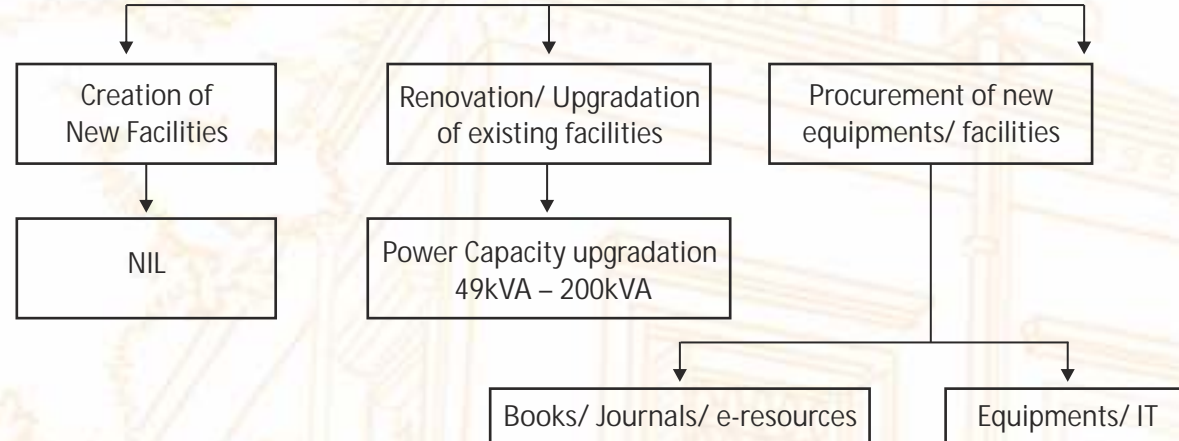 Creation of
New Facilities
Renovation/ Upgradation
of existing facilities
Procurement of new
equipments/ facilities
NIL
Power Capacity upgradation
49kVA – 200kVA
Books/ Journals/ e-resources
Equipments/ IT